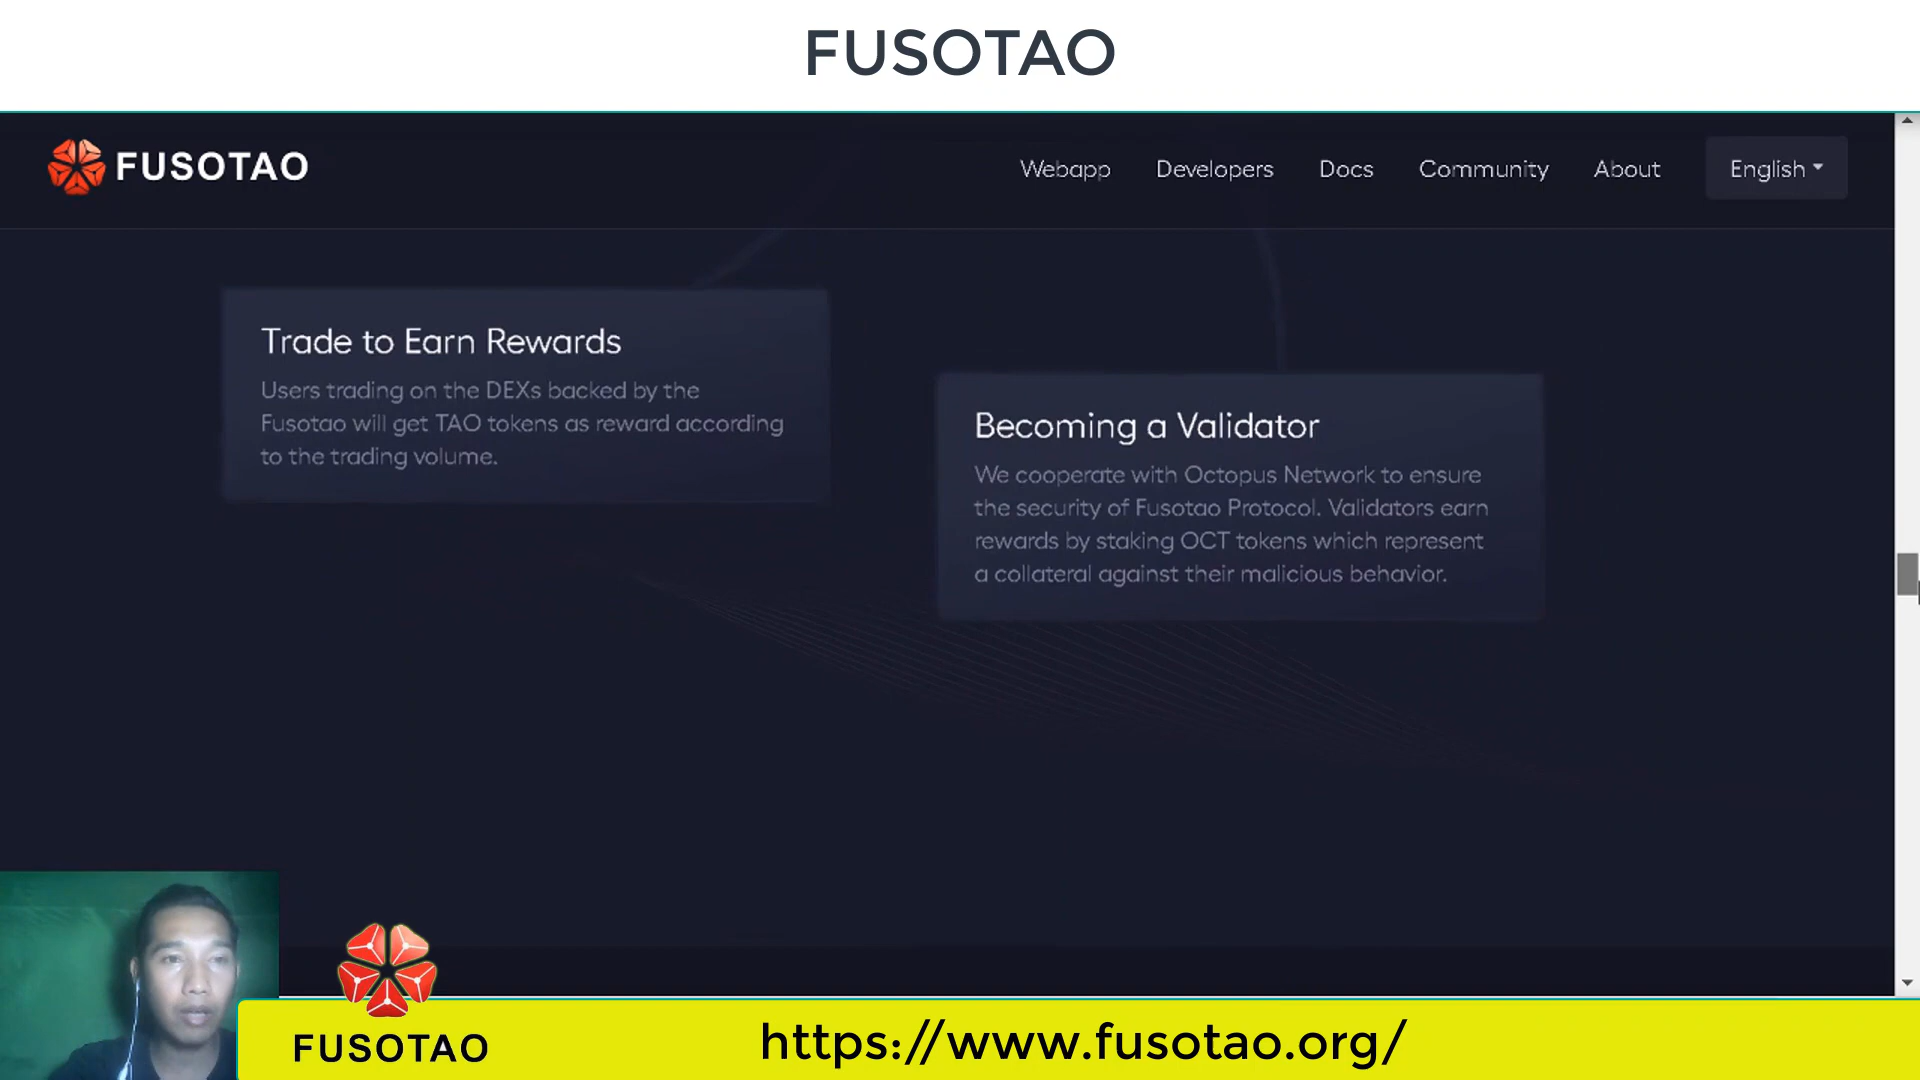 FUSOTAO
FUSOTAO
Webapp
Developers
Docs
Community
About
English
Trade to Earn Rewards
Users trading on the DEXs backed by the
Fusotao will get TAO tokens as reward according
to the trading volume.
Becoming a Validator
We cooperate with Octopus Network to ensure
the security of Fusotao Protocol. Validators earn
rewards by staking OCT tokens which represent
a collateral against their malicious behavior.
FUSOTAO
https://www.fusotao.org/